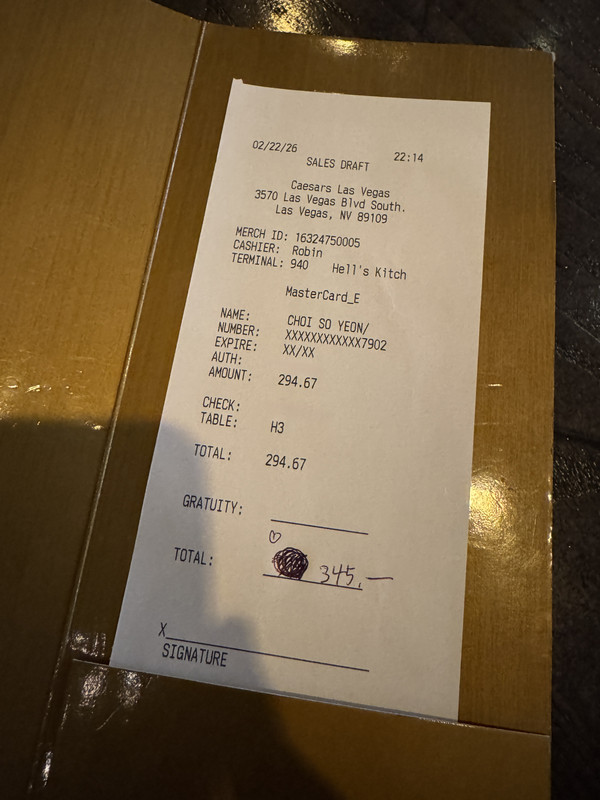 02/22/26 22:14
SALES DRAFT
Caesars Las Vegas
3570 Las Vegas Blvd South.
Las Vegas, NV 89109
MERCH ID: 16324750005
CASHIER: Robin
TERMINAL: 940 Hell's Kitch
MasterCard_E
NAME: CHOI SO YEON/
NUMBER: XXXXXXXXXXXX7902
EXPIRE: XX/XX
AUTH:
AMOUNT: 294.67
CHECK:
TABLE: H3
TOTAL: 294.67
GRATUITY:
TOTAL: 345.—
X
SIGNATURE